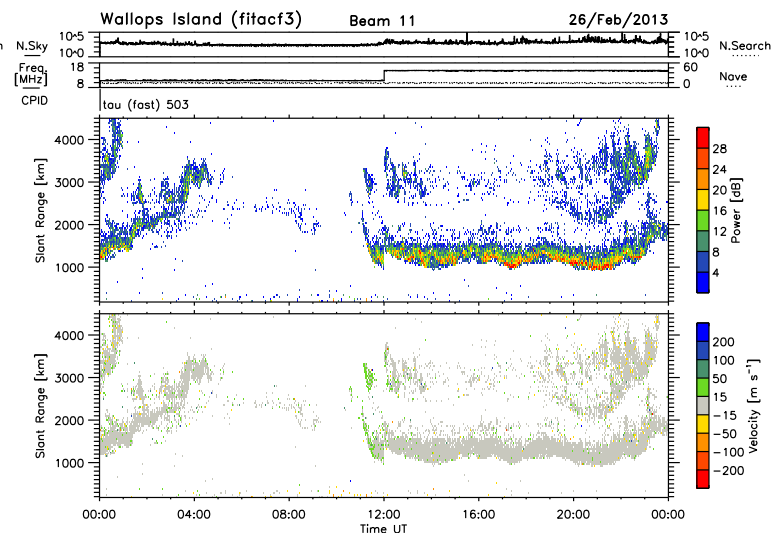 Wallops Island (fitacf3) Beam 11 26/Feb/2013
n N.Sky 10^5 10^0 10^5 10^0 N.Search
Freq. [MHz] 18 8 60 0 Nave
CPID tau (fast) 503
Slant Range [km] 4000 3000 2000 1000
28 24 20 16 12 8 4 Power [dB]
Slant Range [km] 4000 3000 2000 1000
200 100 50 15 -15 -50 -100 -200 Velocity [m s⁻¹]
00:00 04:00 08:00 12:00 16:00 20:00 00:00
Time UT